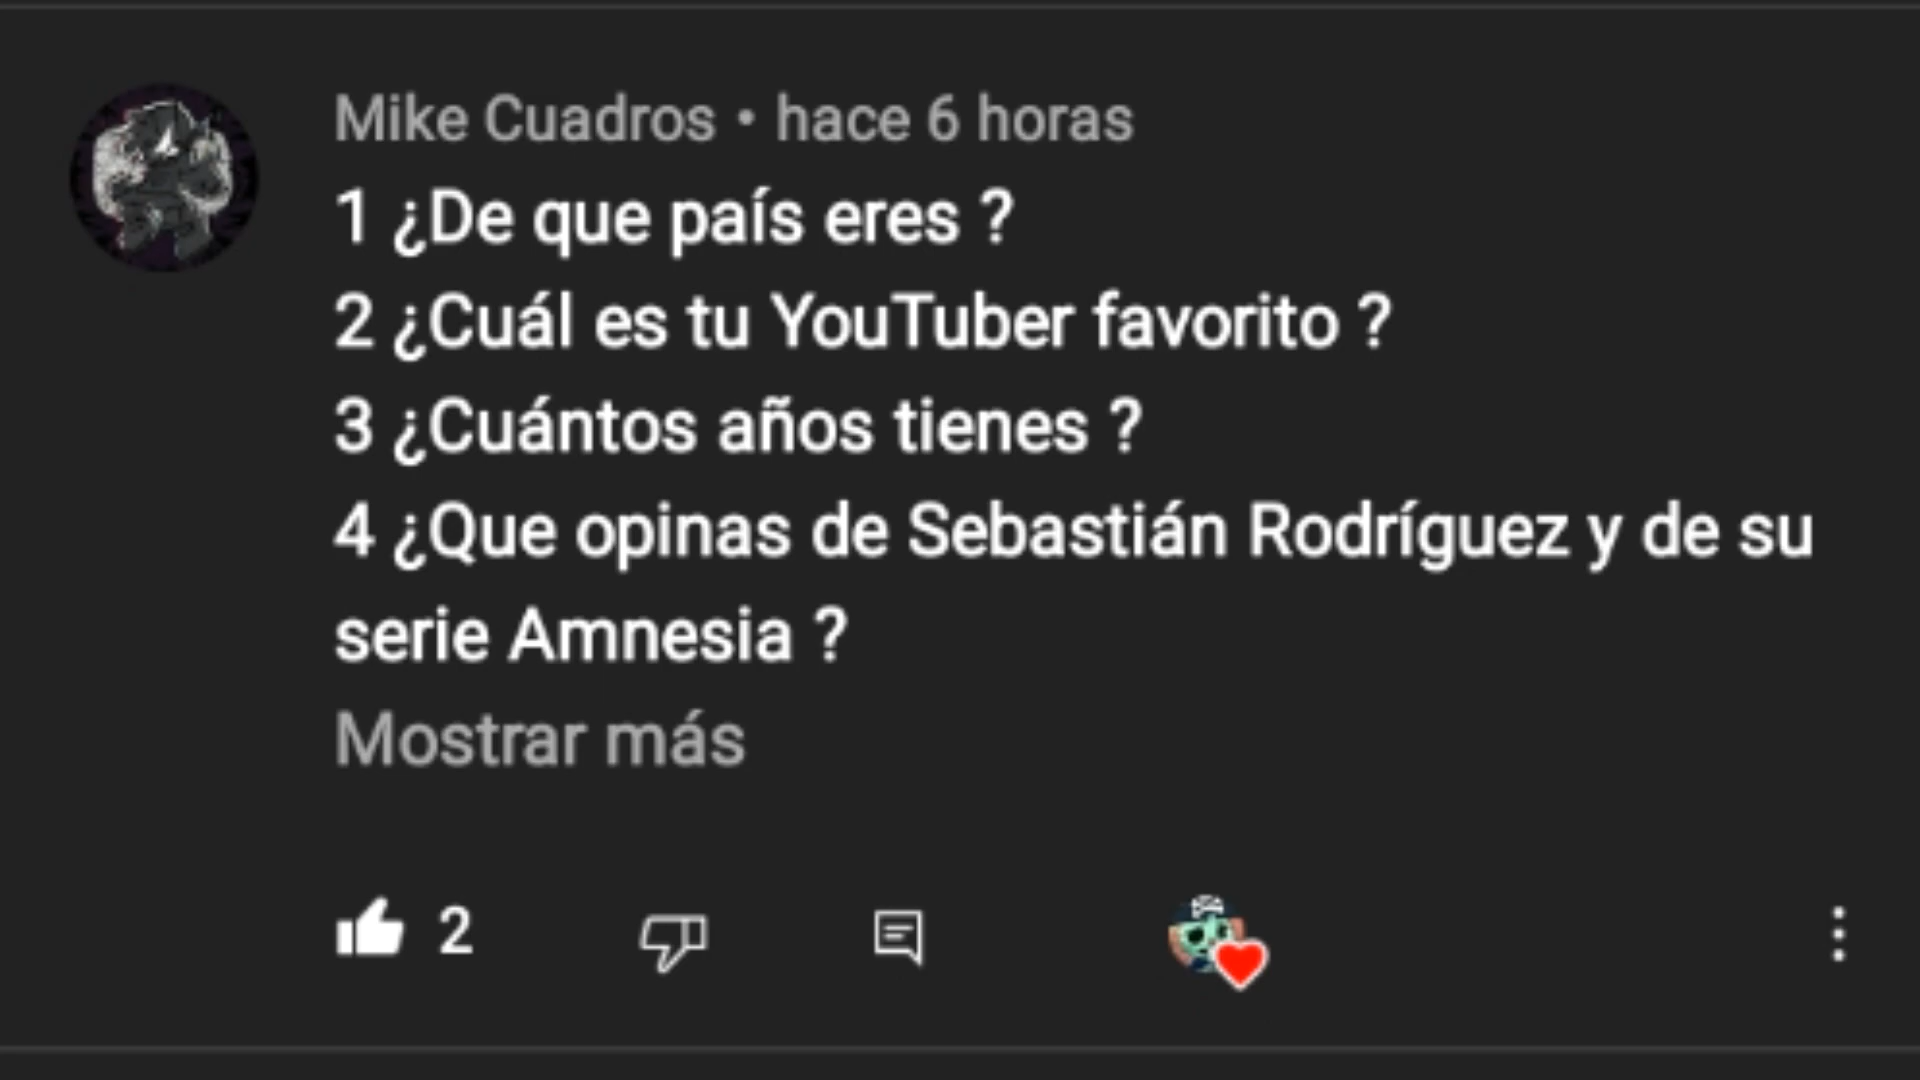 Mike Cuadros • hace 6 horas
1 ¿De que país eres ?
2 ¿Cuál es tu YouTuber favorito ?
3 ¿Cuántos años tienes ?
4 ¿Que opinas de Sebastián Rodríguez y de su
serie Amnesia ?
Mostrar más
2